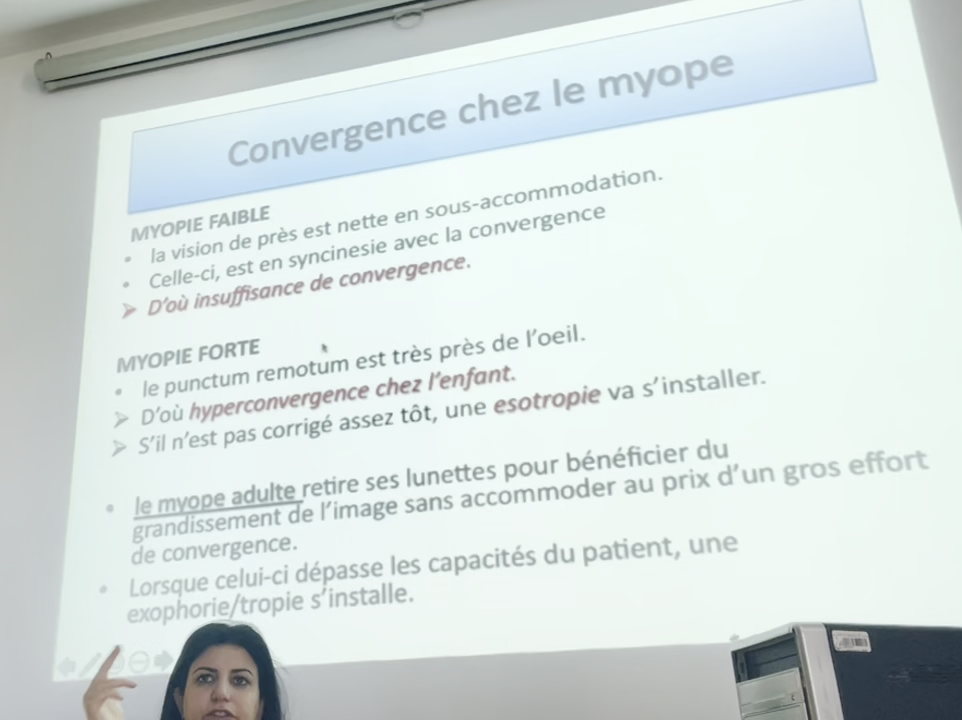 Convergence chez le myope
MYOPIE FAIBLE
• la vision de près est nette en sous-accommodation.
• Celle-ci, est en syncinesie avec la convergence
➢ D'où insuffisance de convergence.
MYOPIE FORTE
• le punctum remotum est très près de l'oeil.
➢ D'où hyperconvergence chez l'enfant.
➢ S'il n'est pas corrigé assez tôt, une esotropie va s'installer.
• le myope adulte retire ses lunettes pour bénéficier du
grandissement de l'image sans accommoder au prix d'un gros effort
de convergence.
• Lorsque celui-ci dépasse les capacités du patient, une
exophorie/tropie s'installe.